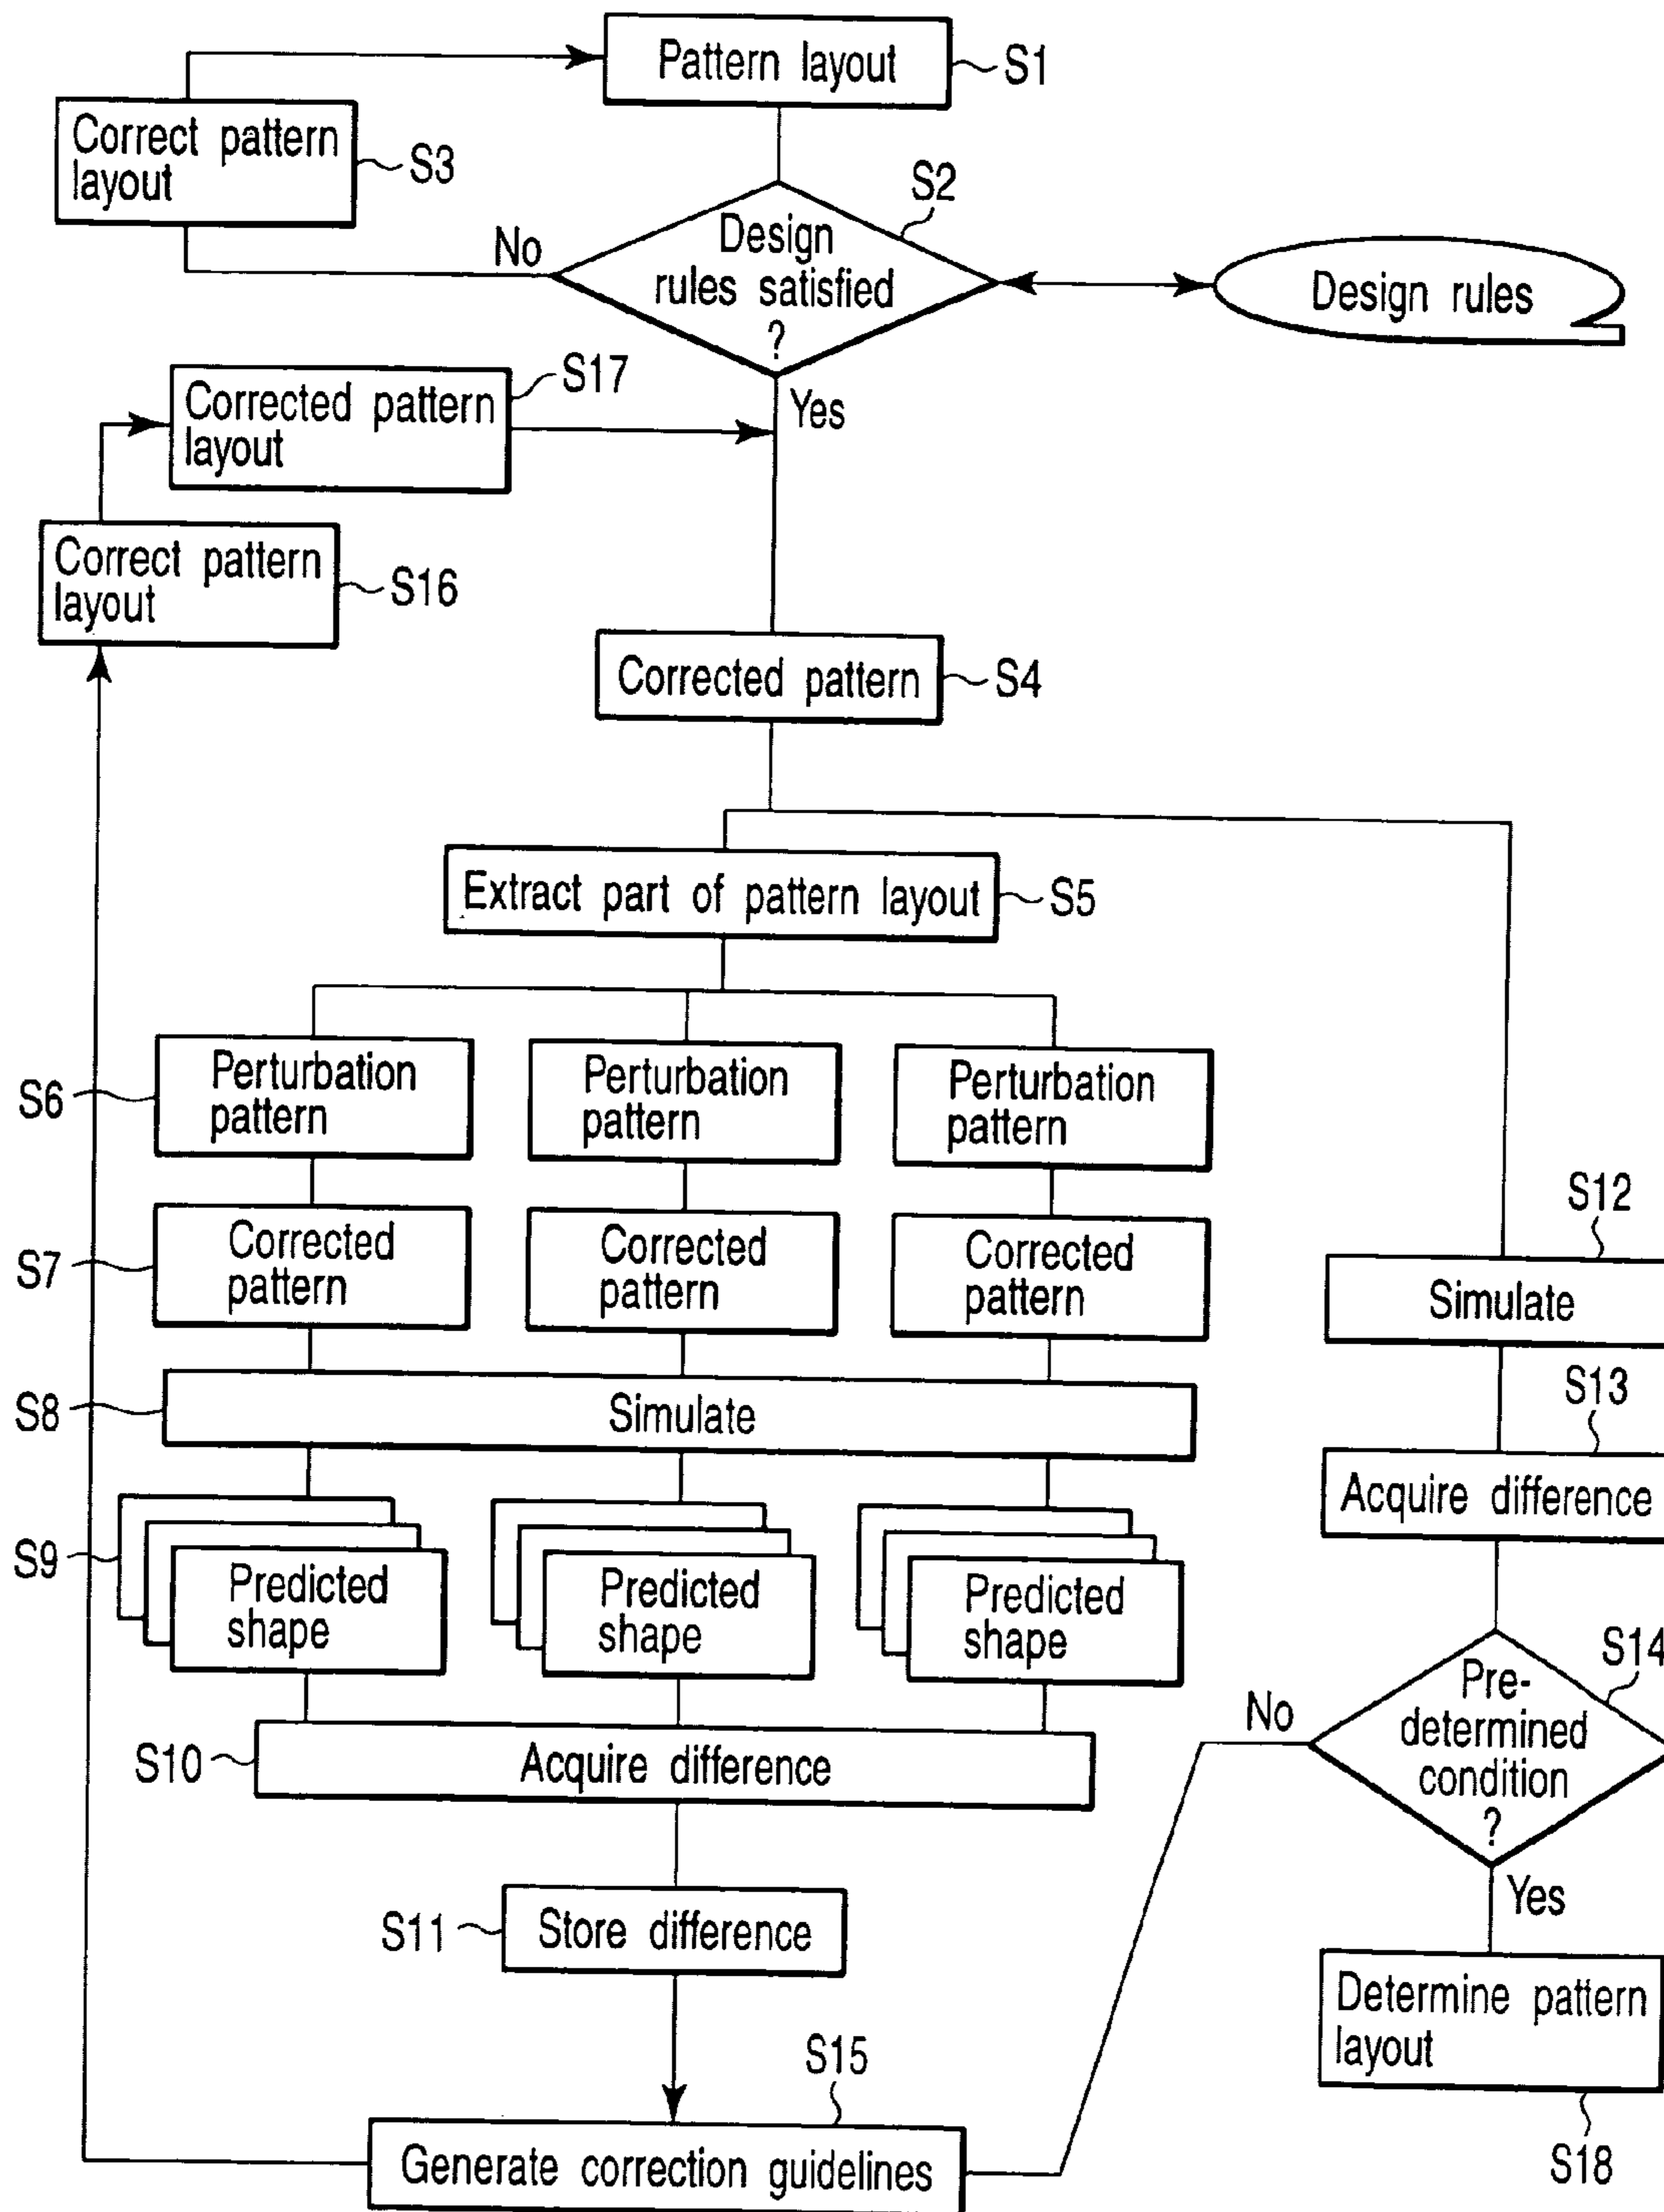 Pattern layout
S1
Correct pattern
layout
S3
S2
Design
rules satisfied
?
No
Design rules
Yes
S17
Corrected pattern
layout
Correct pattern
layout
S16
Corrected pattern
S4
Extract part of pattern layout
S5
S6
Perturbation
pattern
Perturbation
pattern
Perturbation
pattern
S7
Corrected
pattern
Corrected
pattern
Corrected
pattern
S12
Simulate
S8
Simulate
S13
Acquire difference
S9
Predicted
shape
Predicted
shape
Predicted
shape
S14
Pre-
determined
condition
?
No
Yes
S10
Acquire difference
S11
Store difference
Determine pattern
layout
S18
S15
Generate correction guidelines